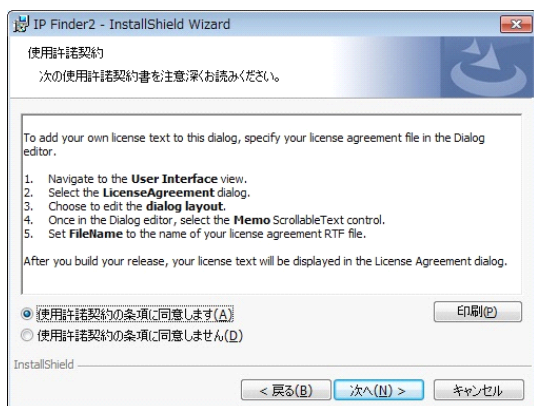 IP Finder2 - InstallShield Wizard
使用許諾契約
次の使用許諾契約書を注意深くお読みください。
To add your own license text to this dialog, specify your license agreement file in the Dialog
editor.
1. Navigate to the User Interface view.
2. Select the LicenseAgreement dialog.
3. Choose to edit the dialog layout.
4. Once in the Dialog editor, select the Memo ScrollableText control.
5. Set FileName to the name of your license agreement RTF file.
After you build your release, your license text will be displayed in the License Agreement dialog.
使用許諾契約の条項に同意します(A)
印刷(P)
使用許諾契約の条項に同意しません(D)
InstallShield
< 戻る(B)
次へ(N) >
キャンセル